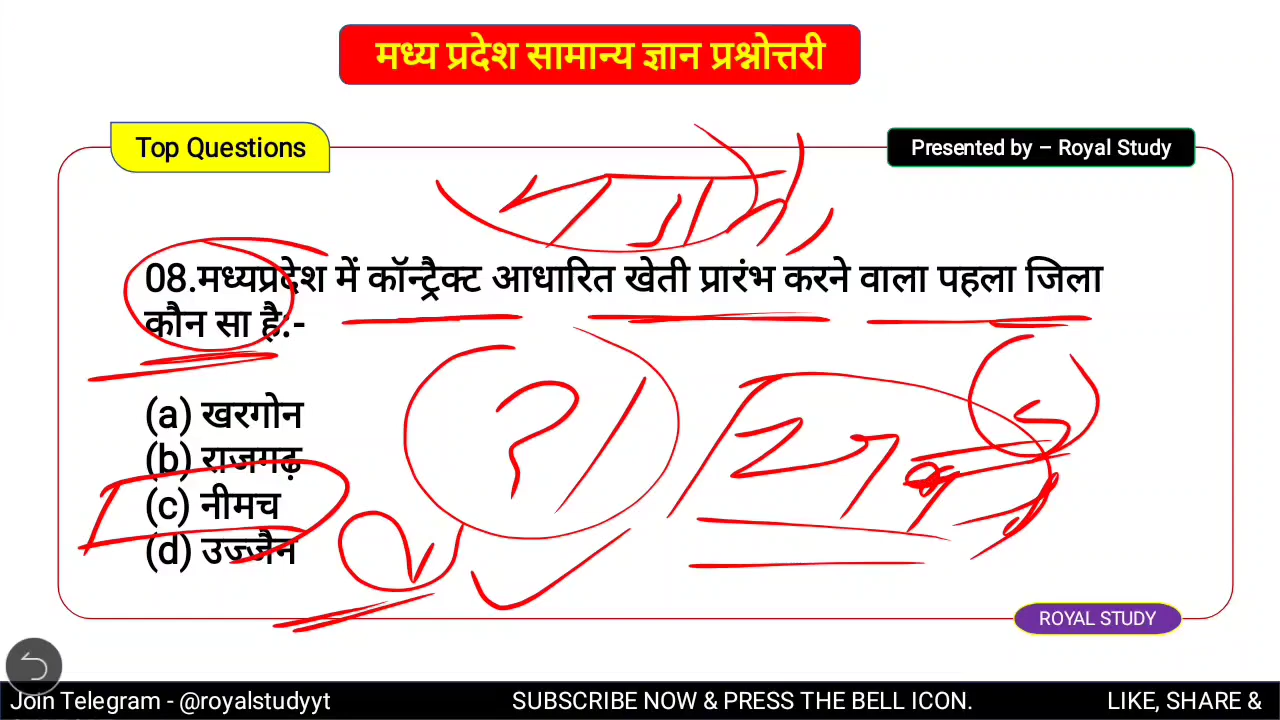 मध्य प्रदेश सामान्य ज्ञान प्रश्नोत्तरी
Top Questions
Presented by – Royal Study
08.मध्यप्रदेश में कॉन्ट्रैक्ट आधारित खेती प्रारंभ करने वाला पहला जिला
कौन सा है:-
(a) खरगोन
(b) राजगढ़
(c) नीमच
(d) उज्जैन
ROYAL STUDY
Join Telegram - @royalstudyyt
SUBSCRIBE NOW & PRESS THE BELL ICON.
LIKE, SHARE &